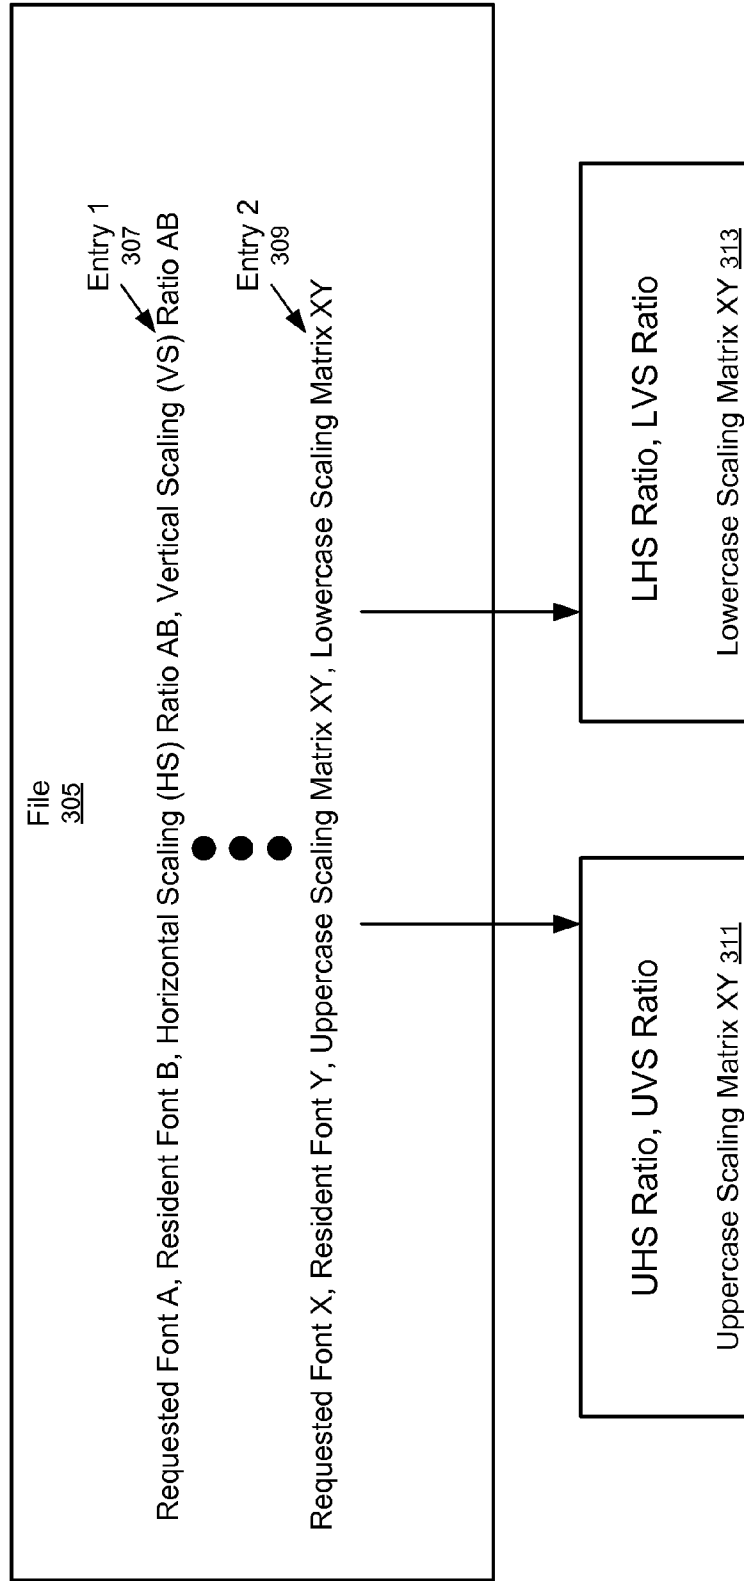 File
305
Entry 1
307
Requested Font A, Resident Font B, Horizontal Scaling (HS) Ratio AB, Vertical Scaling (VS) Ratio AB
Entry 2
309
Requested Font X, Resident Font Y, Uppercase Scaling Matrix XY, Lowercase Scaling Matrix XY
UHS Ratio, UVS Ratio
Uppercase Scaling Matrix XY 311
LHS Ratio, LVS Ratio
Lowercase Scaling Matrix XY 313